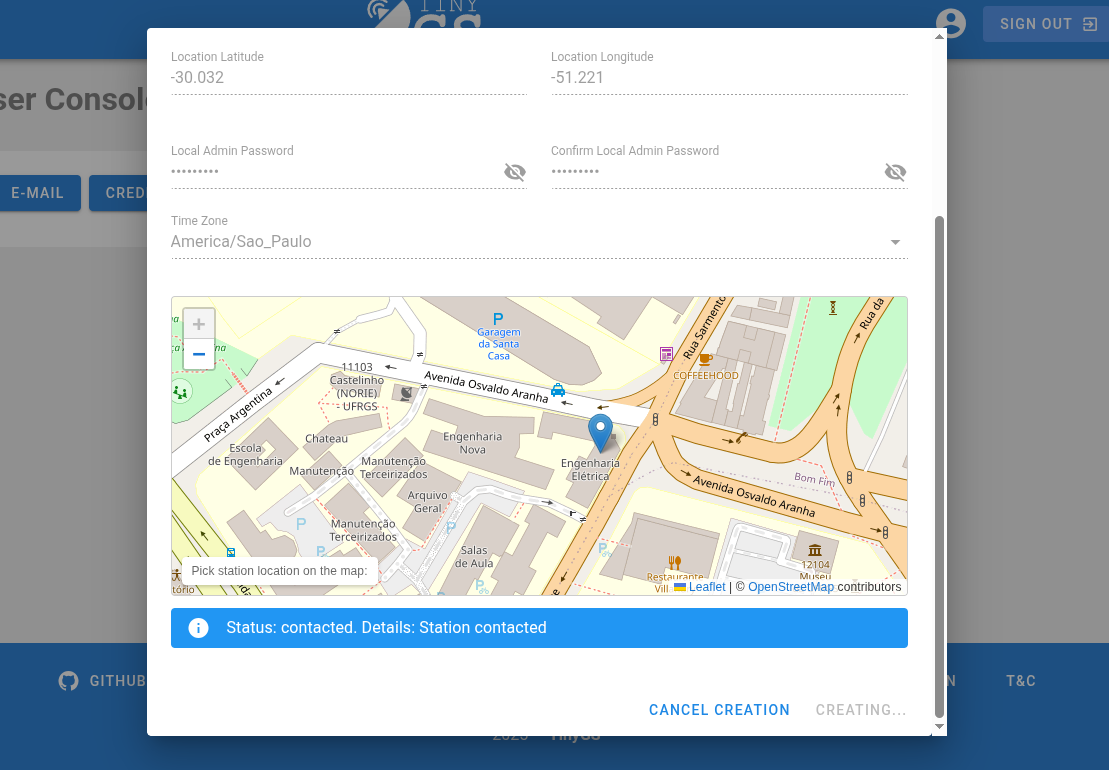 TINY
GS
SIGN OUT
ser Consol
E-MAIL
CRED
Location Latitude
-30.032
Location Longitude
-51.221
Local Admin Password
•••••••••
Confirm Local Admin Password
•••••••••
Time Zone
America/Sao_Paulo
+
−
P
Garagem
da Santa
Casa
Rua Sarmento
Rua da
COFFEEHOOD
11103
Castelinho
(NORIE)
- UFRGS
Avenida Osvaldo Aranha
Praça Argentina
Chateau
Escola
de Engenharia
Engenharia
Nova
Engenharia
Elétrica
Manutenção
Manutenção
Terceirizados
Arquivo
Geral
Bom Fim
Avenida Osvaldo Aranha
P
P
P
Manutenção
Terceirizados
Salas
de Aula
P
P
12104
Museu
Restaurante
Vill
tório
Pick station location on the map:
Leaflet | © OpenStreetMap contributors
Status: contacted. Details: Station contacted
GITHUB
N
T&C
CANCEL CREATION
CREATING...